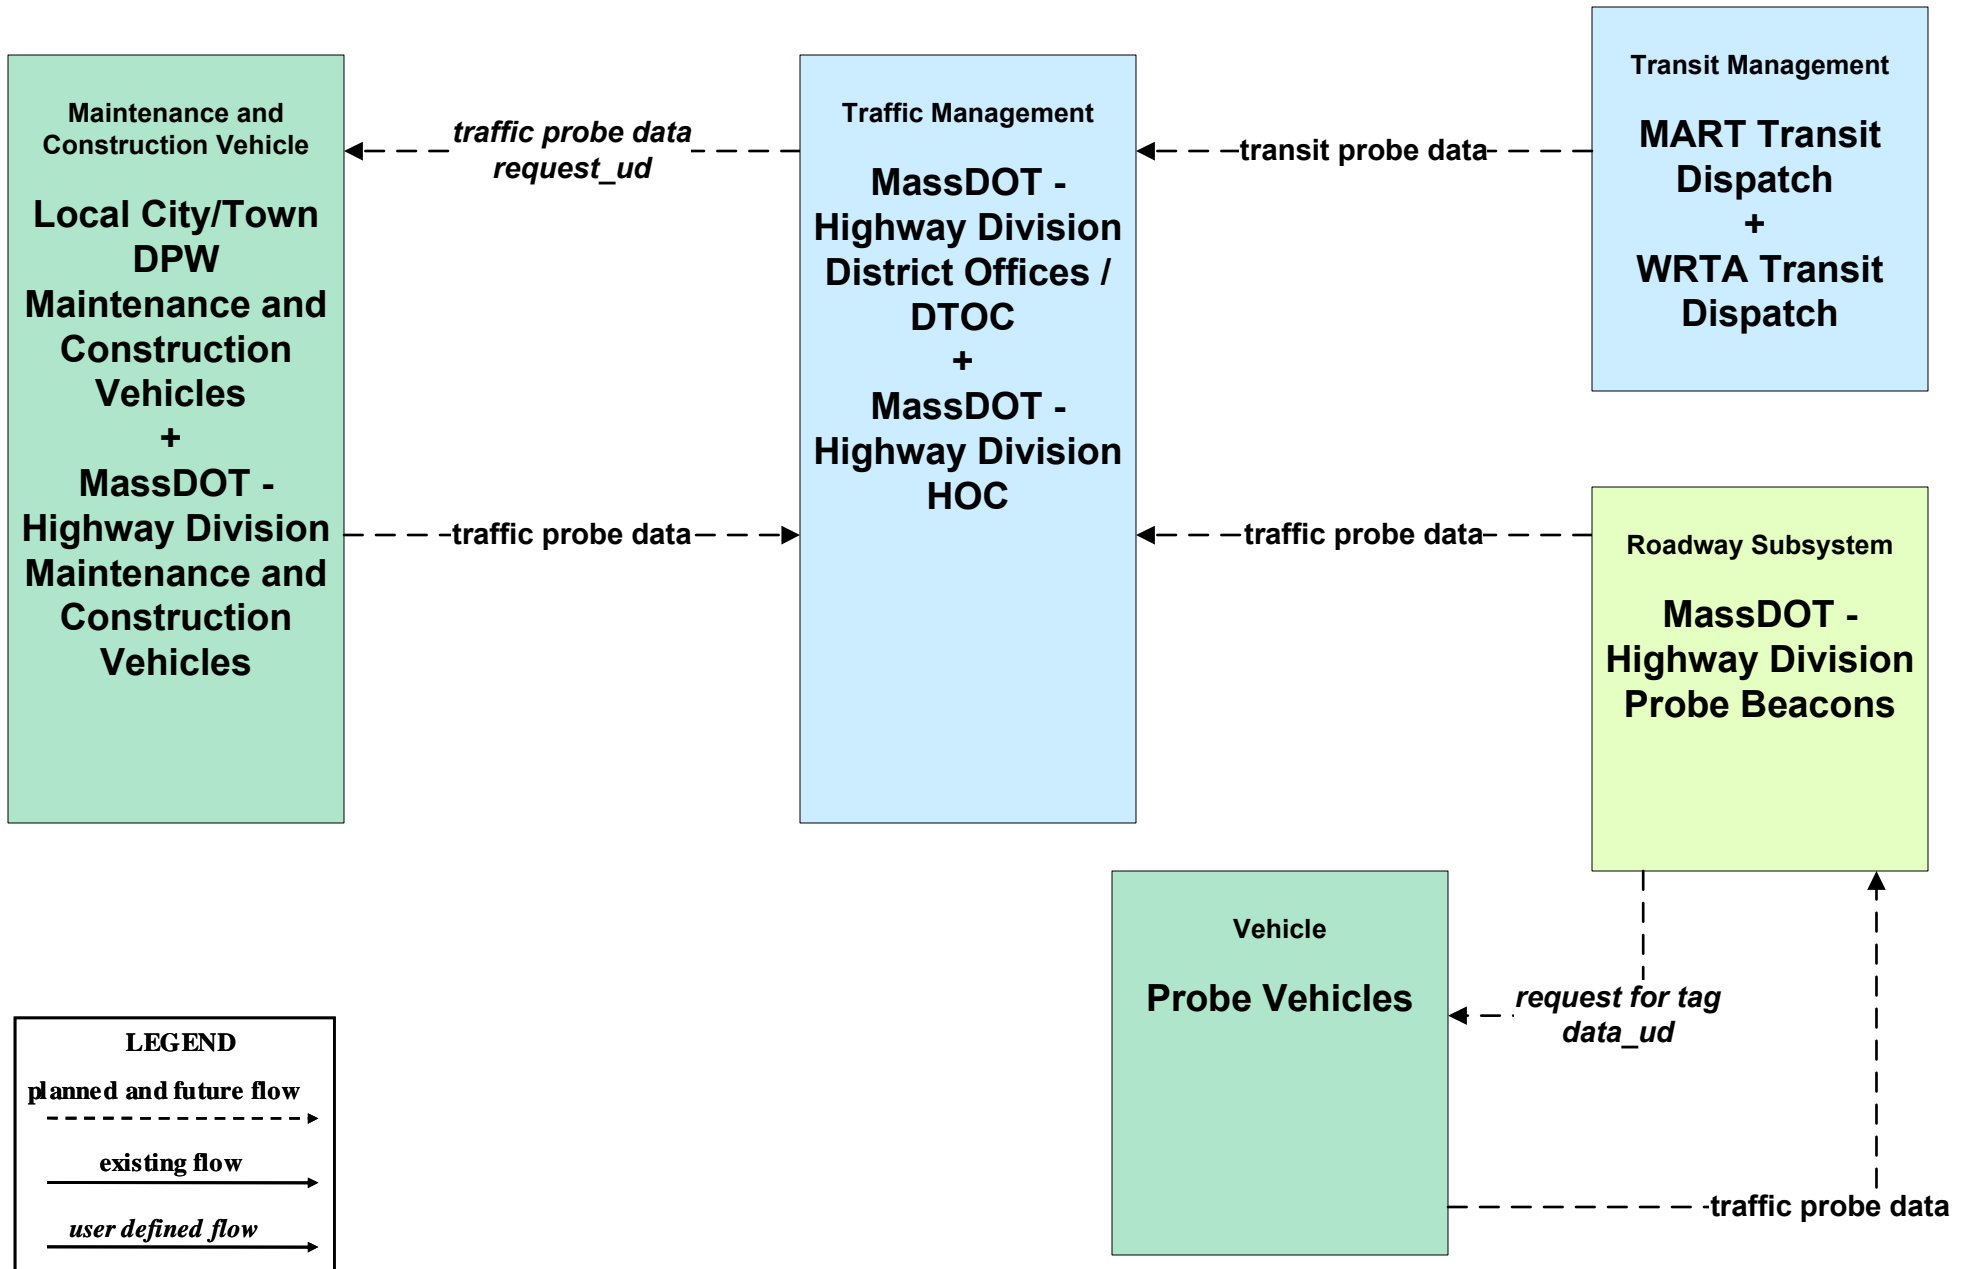 Maintenance and
Construction Vehicle
Local City/Town
DPW
Maintenance and
Construction
Vehicles
+
MassDOT -
Highway Division
Maintenance and
Construction
Vehicles
traffic probe data
request_ud
traffic probe data
Traffic Management
MassDOT -
Highway Division
District Offices /
DTOC
+
MassDOT -
Highway Division
HOC
transit probe data
traffic probe data
Transit Management
MART Transit
Dispatch
+
WRTA Transit
Dispatch
Roadway Subsystem
MassDOT -
Highway Division
Probe Beacons
Vehicle
Probe Vehicles
request for tag
data_ud
traffic probe data
LEGEND
planned and future flow
existing flow
user defined flow